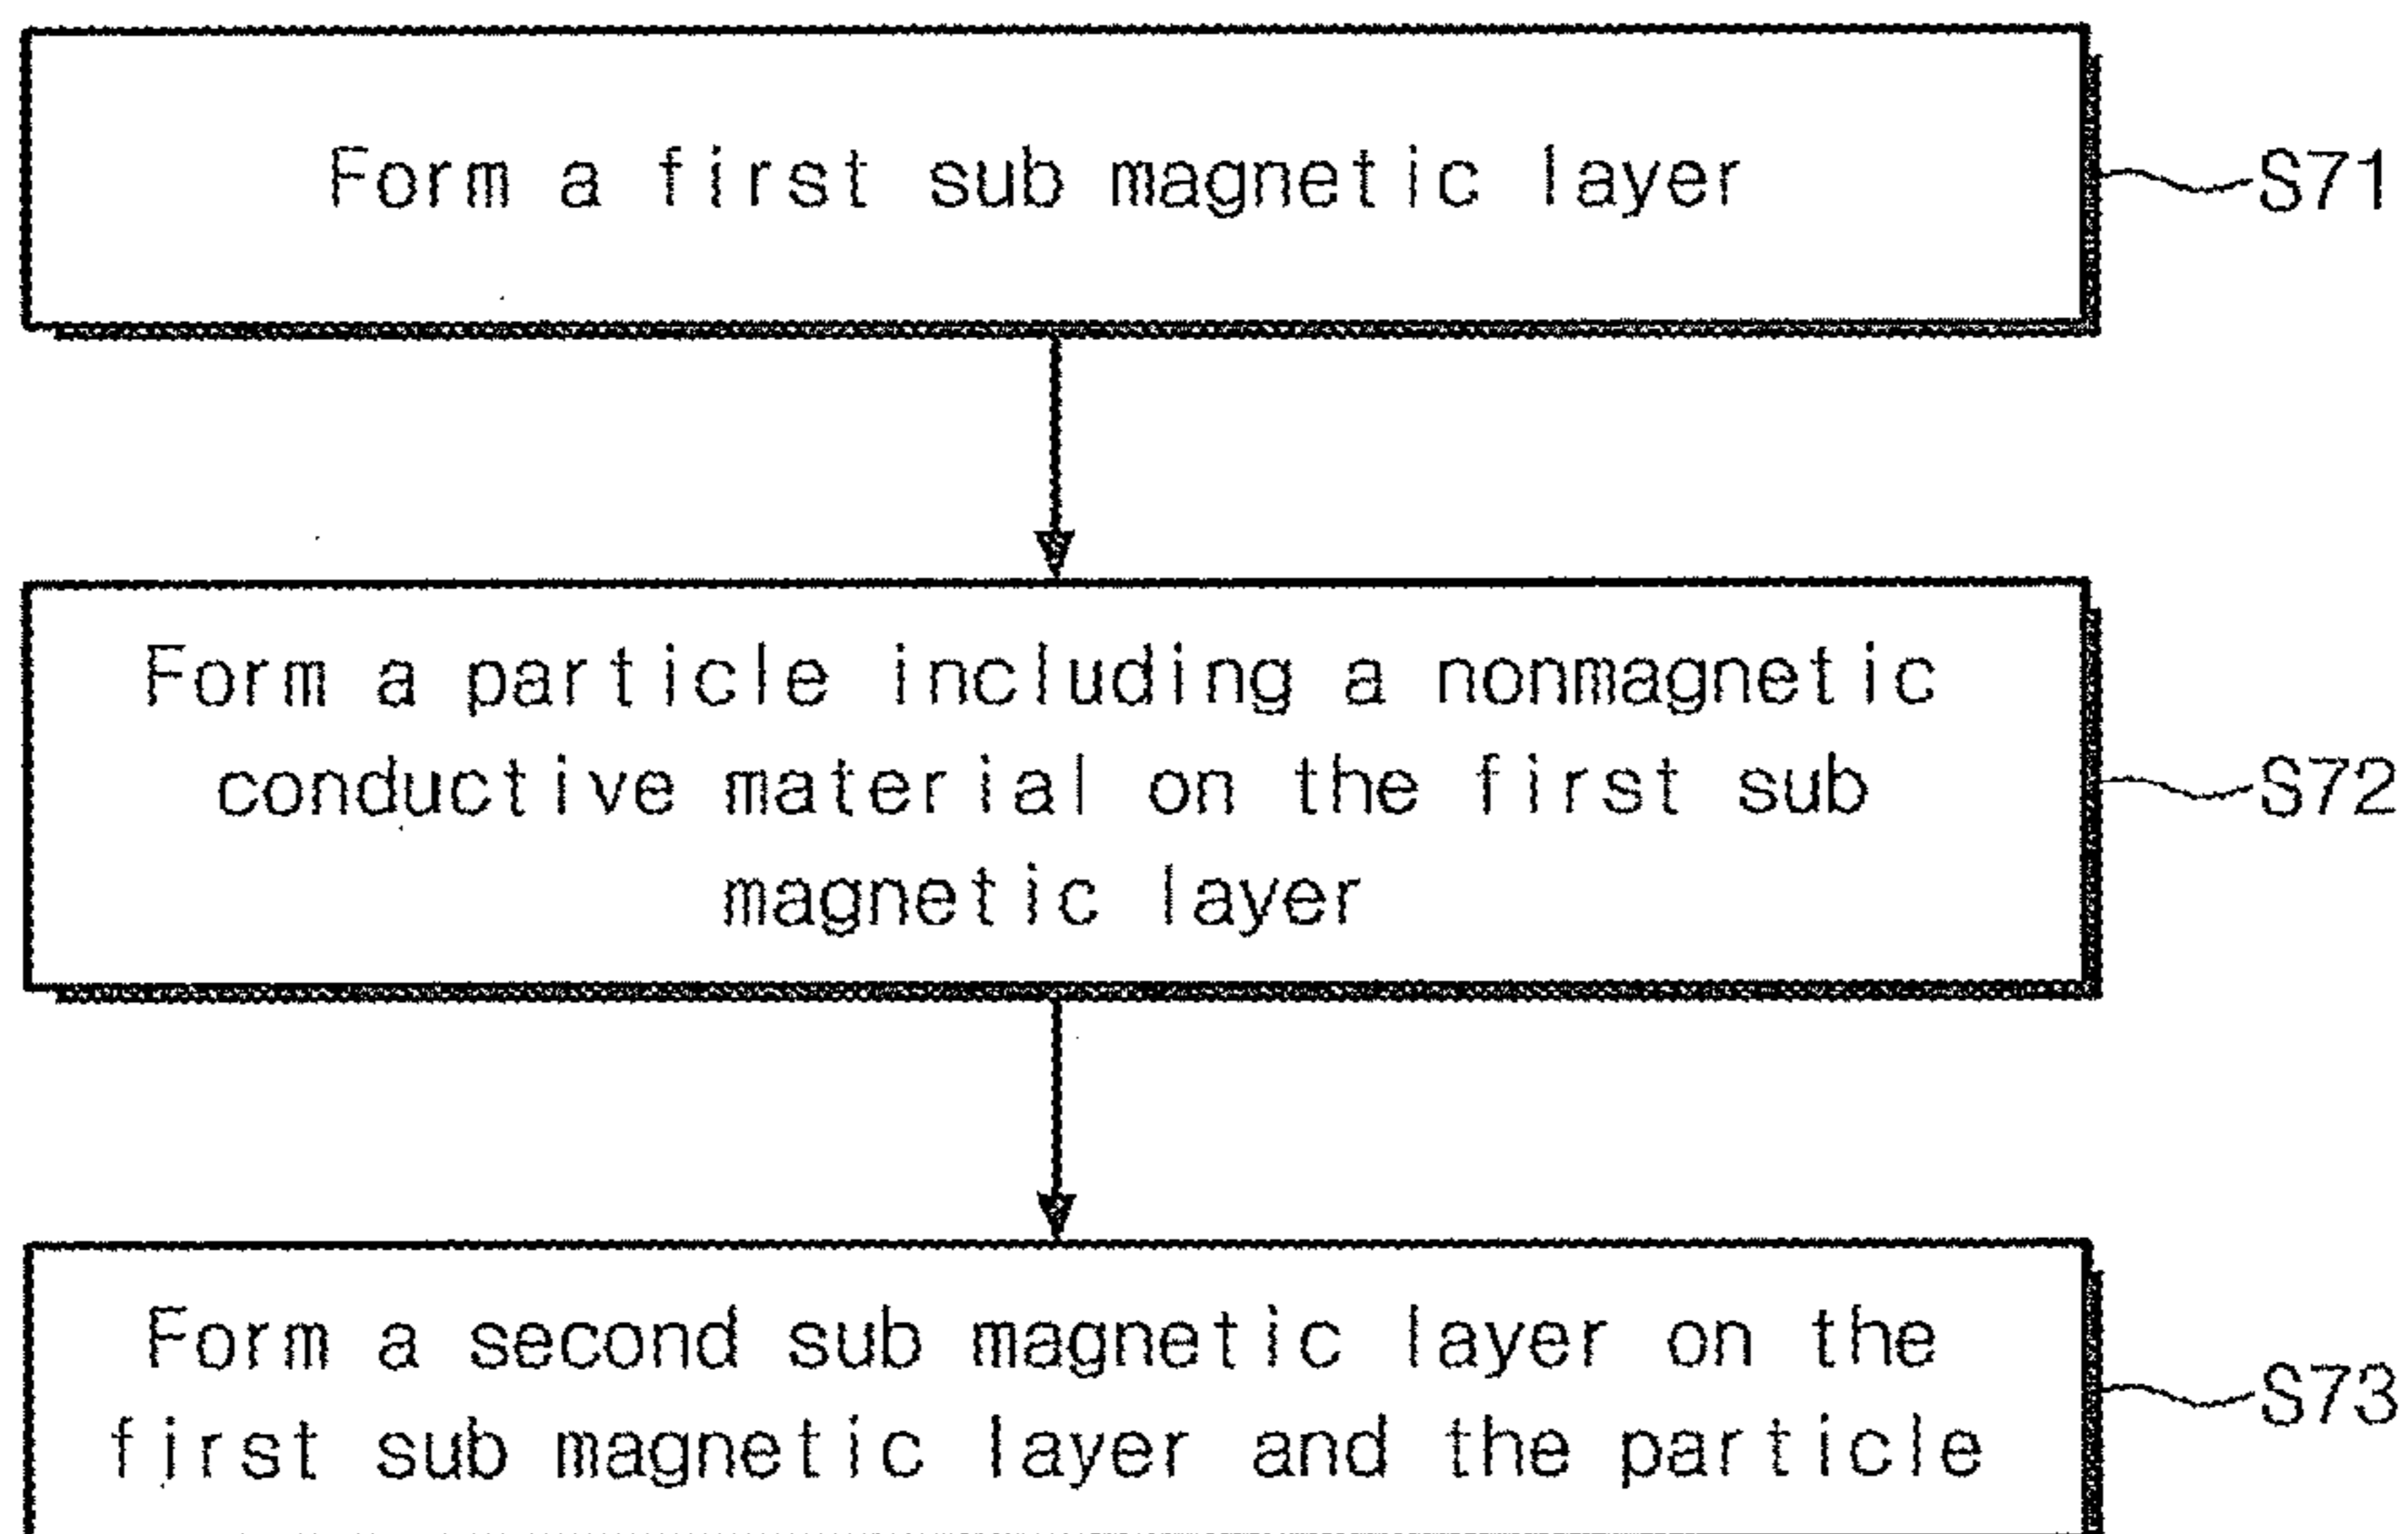 Form a first sub magnetic layer
S71
Form a particle including a nonmagnetic
conductive material on the first sub
magnetic layer
S72
Form a second sub magnetic layer on the
first sub magnetic layer and the particle
S73